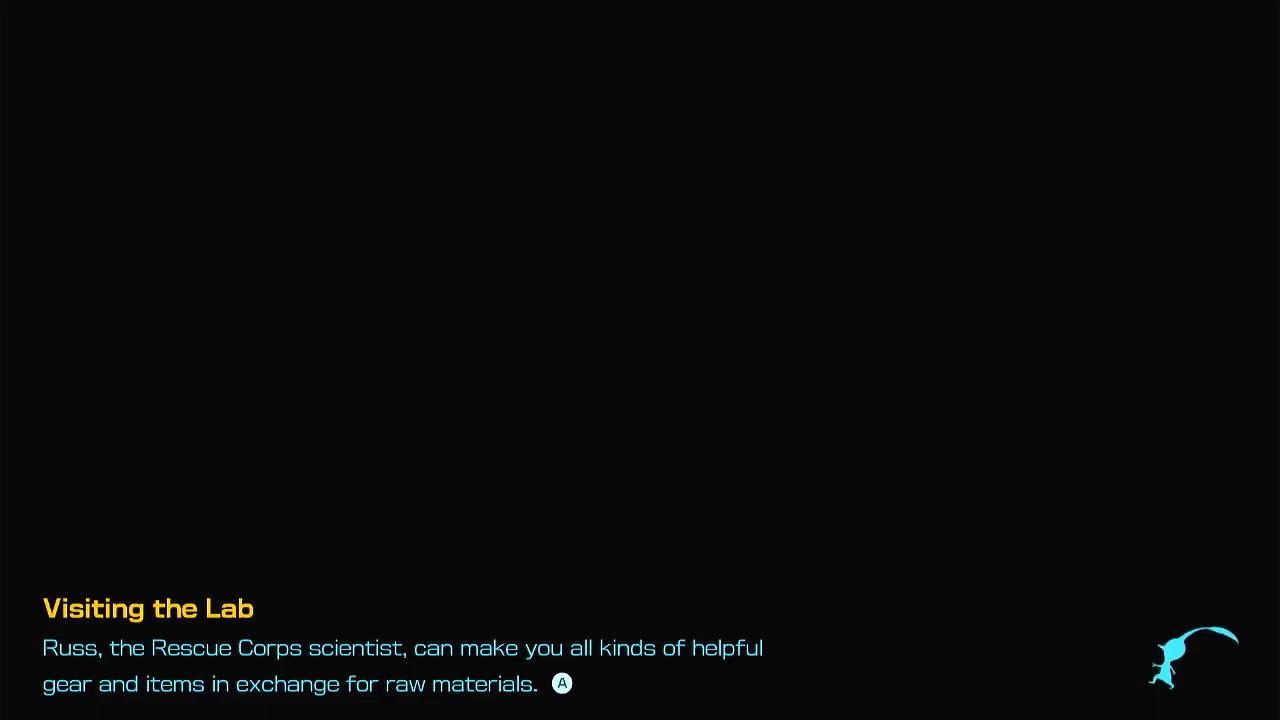 Visiting the Lab
Russ, the Rescue Corps scientist, can make you all kinds of helpful
gear and items in exchange for raw materials. A